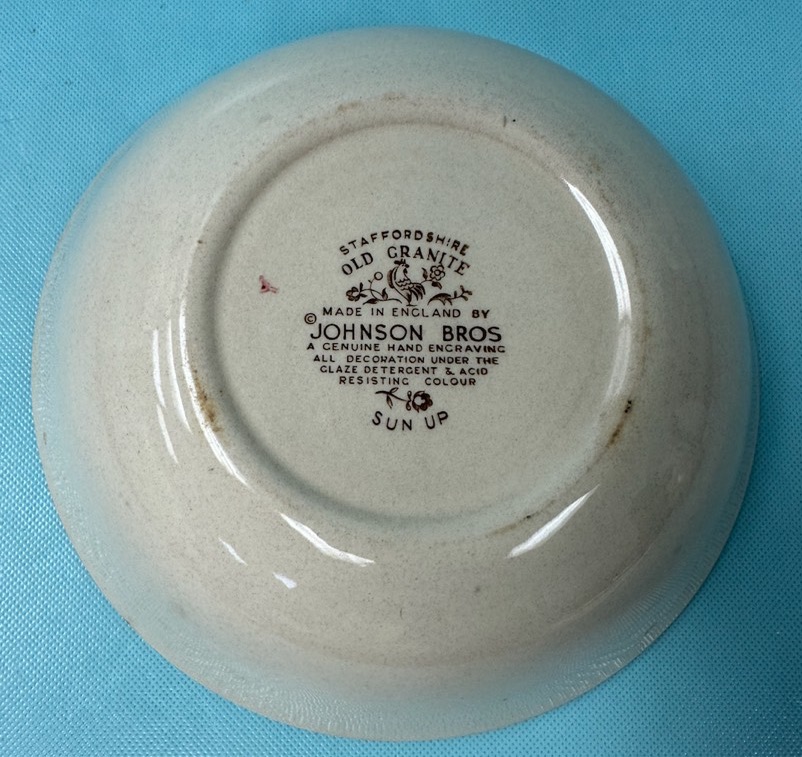 STAFFORDSHIRE
OLD GRANITE
MADE IN ENGLAND BY
© JOHNSON BROS
A GENUINE HAND ENGRAVING
ALL DECORATION UNDER THE
GLAZE DETERGENT & ACID
RESISTING COLOUR
SUN UP